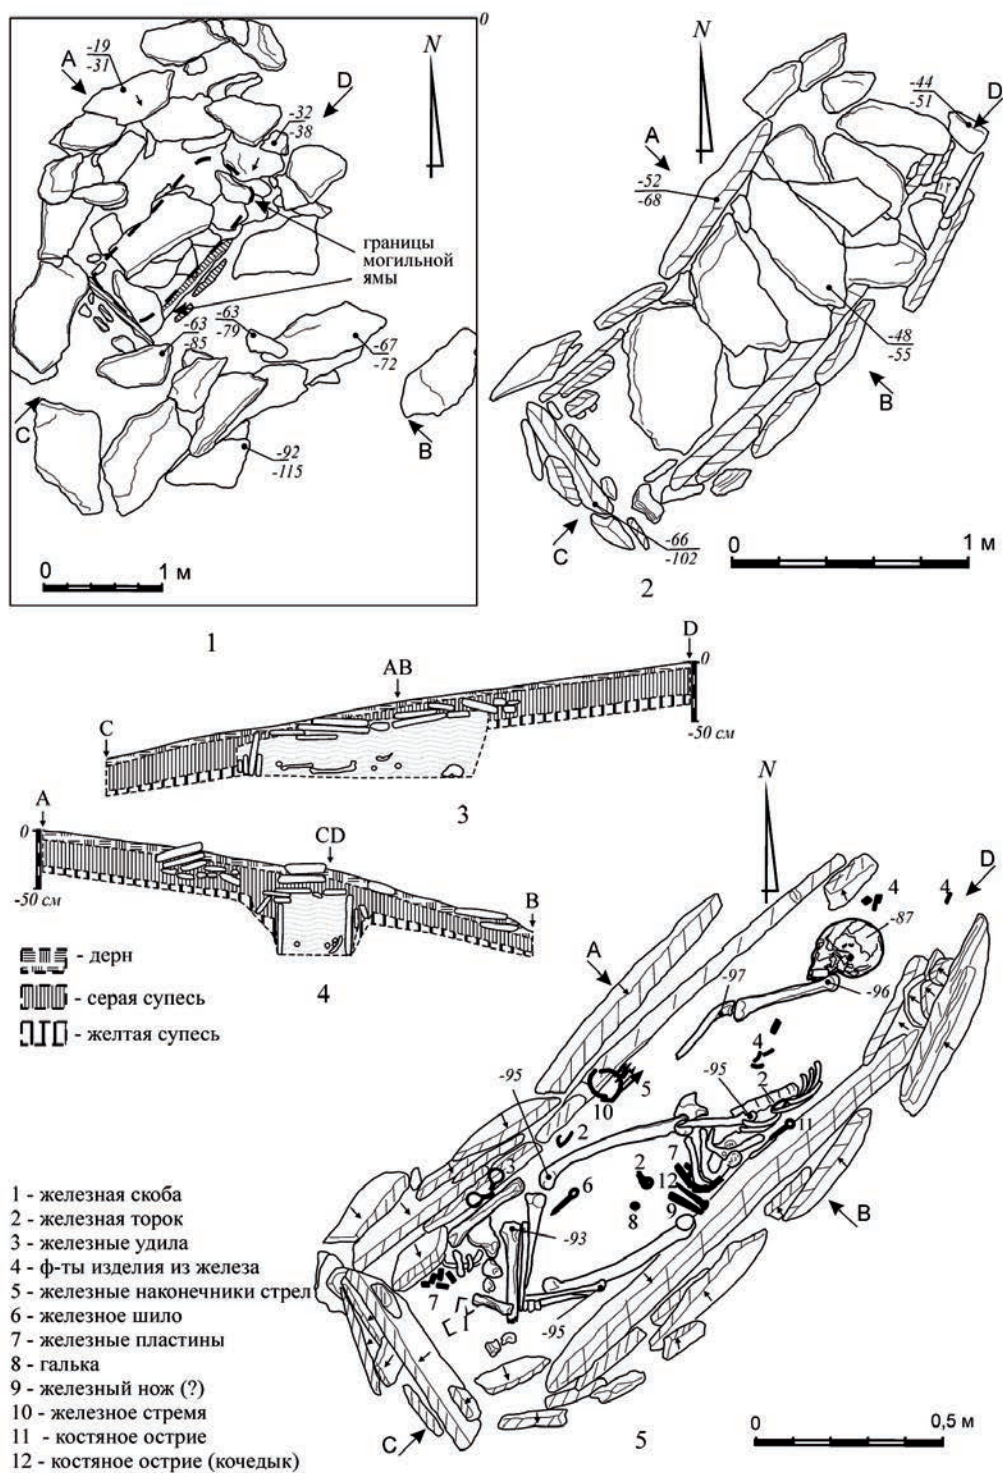 0
-19
-31
A
N
D
-32
-38
границы
могильной
ямы
-63
-85
-63
-79
-67
-72
C
B
-92
-115
0 1 м
1
N
-44
-51
D
A
-52
-68
-48
-55
B
C
-66
-102
0 1 м
2
D
0
AB
C
-50 см
3
A
0
CD
-50 см
B
4
- дерн
- серая супесь
- желтая супесь
N
4
4
D
-87
A
-97
-96
4
-95
5
-95
2
10
11
2
7
3
2
12
6
9
8
B
-93
7
1
-95
C
5
0 0,5 м
1 - железная скоба
2 - железная торок
3 - железные удила
4 - ф-ты изделия из железа
5 - железные наконечники стрел
6 - железное шило
7 - железные пластины
8 - галька
9 - железный нож (?)
10 - железное стремя
11 - костяное острие
12 - костяное острие (кочедык)